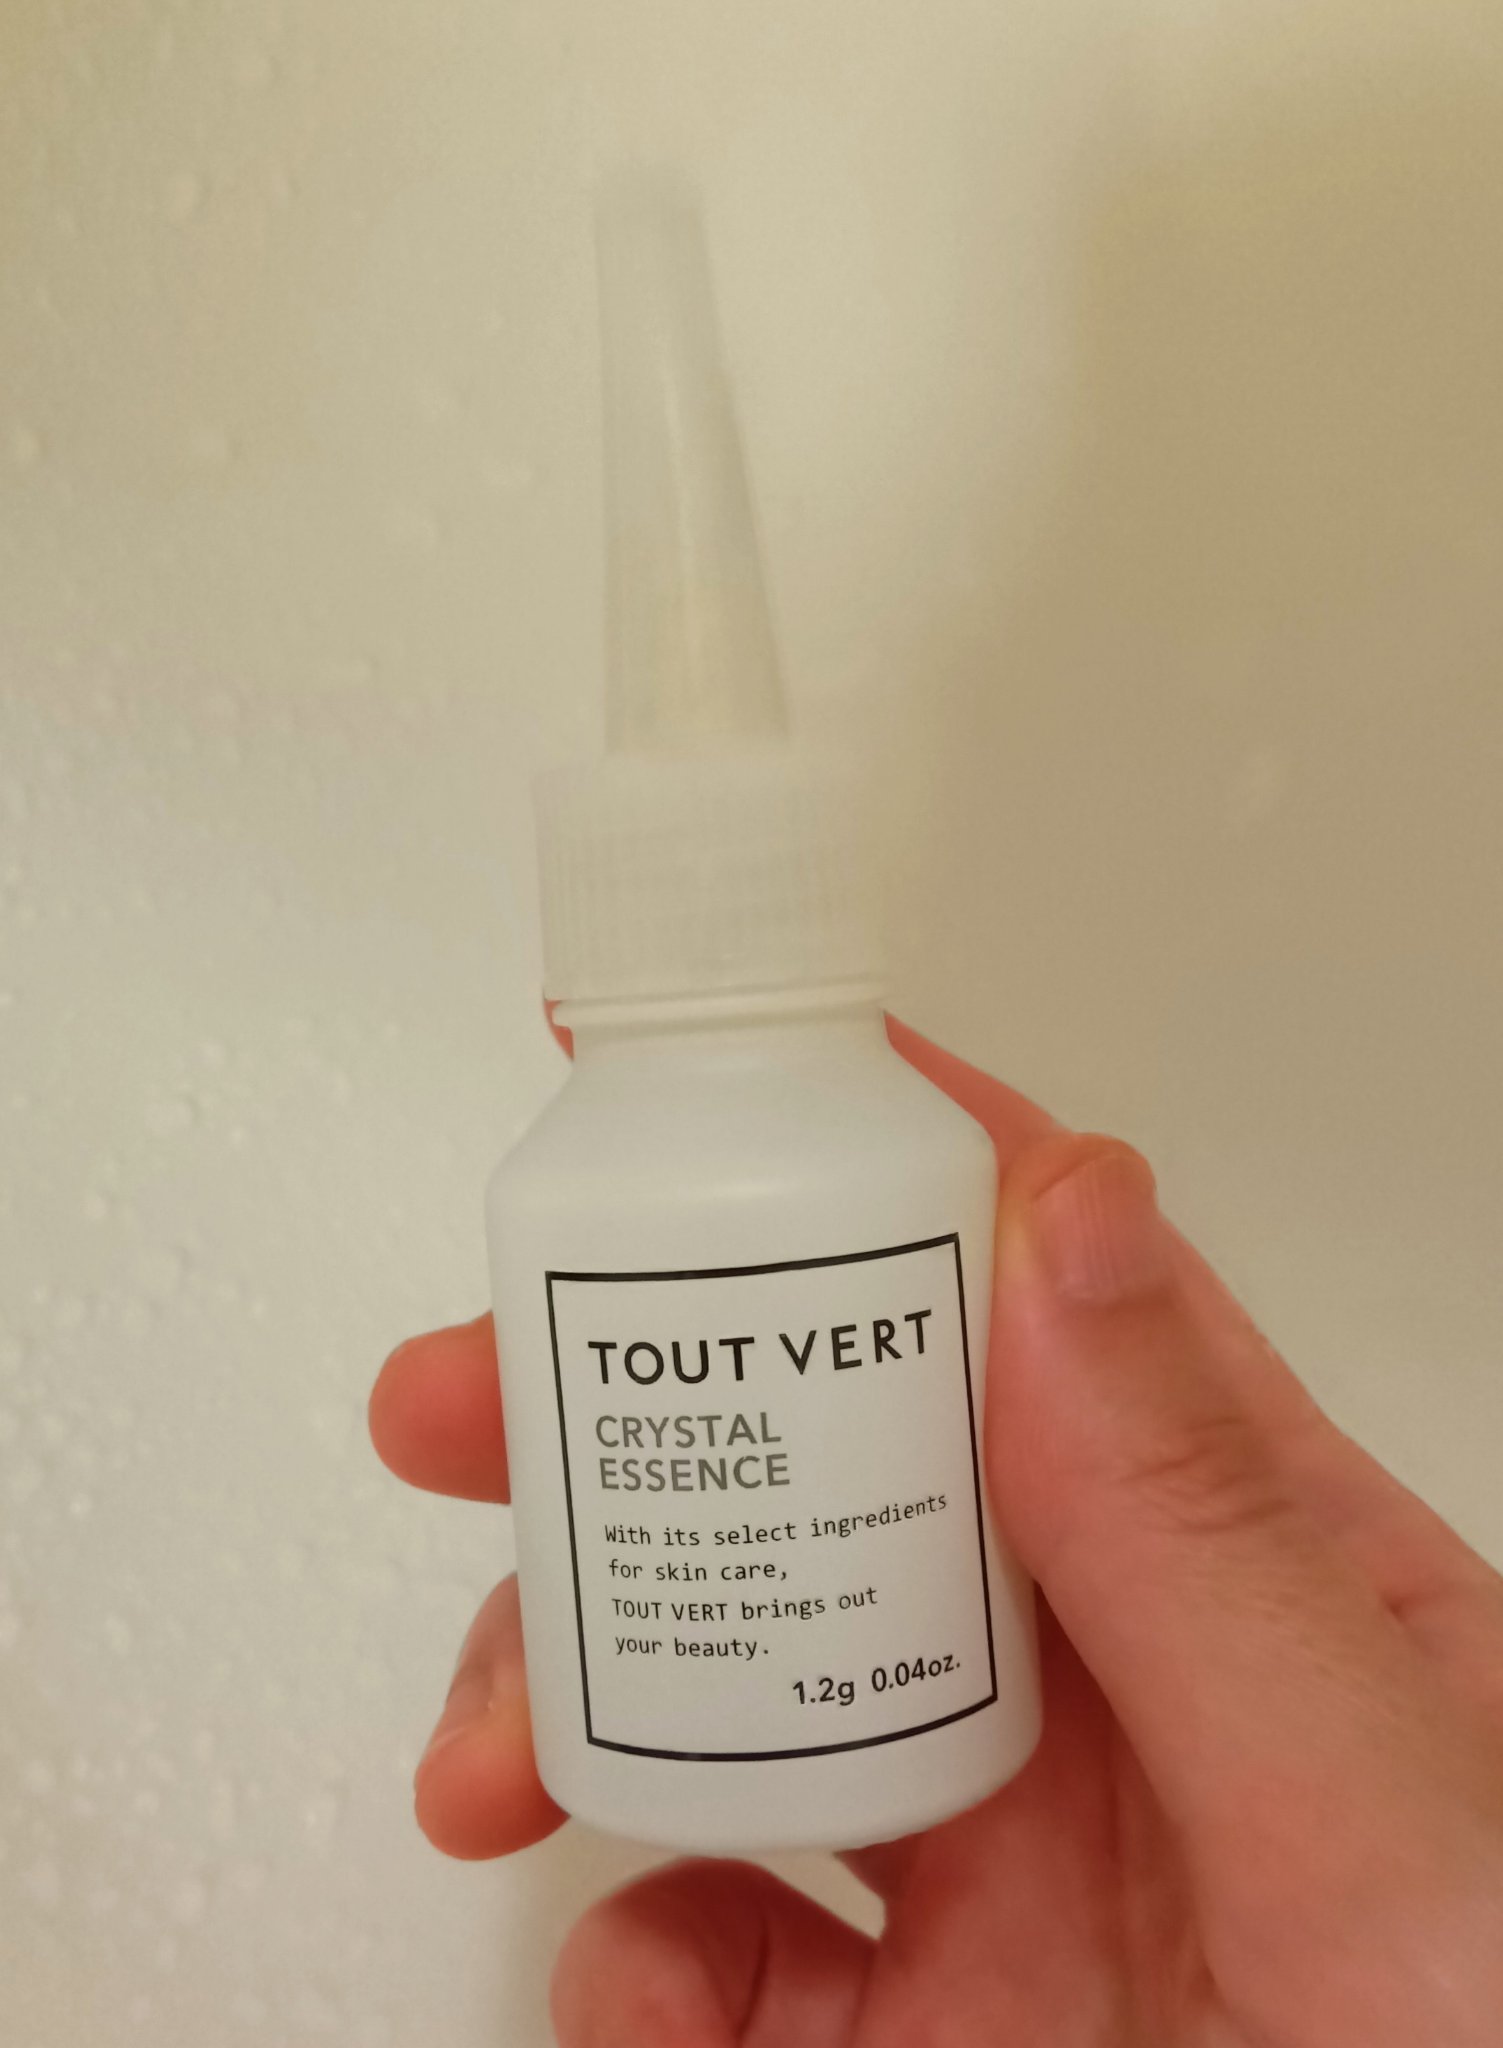 TOUT VERT
CRYSTAL
ESSENCE
With its select ingredients
for skin care,
TOUT VERT brings out
your beauty.
1.2g 0.04oz.